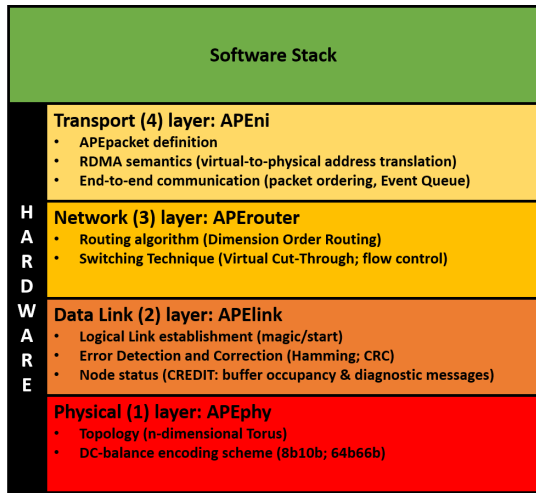 Software Stack
Transport (4) layer: APEni
• APEpacket definition
• RDMA semantics (virtual-to-physical address translation)
• End-to-end communication (packet ordering, Event Queue)
HARDWARE
Network (3) layer: APErouter
• Routing algorithm (Dimension Order Routing)
• Switching Technique (Virtual Cut-Through; flow control)
Data Link (2) layer: APElink
• Logical Link establishment (magic/start)
• Error Detection and Correction (Hamming; CRC)
• Node status (CREDIT: buffer occupancy & diagnostic messages)
Physical (1) layer: APEphy
• Topology (n-dimensional Torus)
• DC-balance encoding scheme (8b10b; 64b66b)